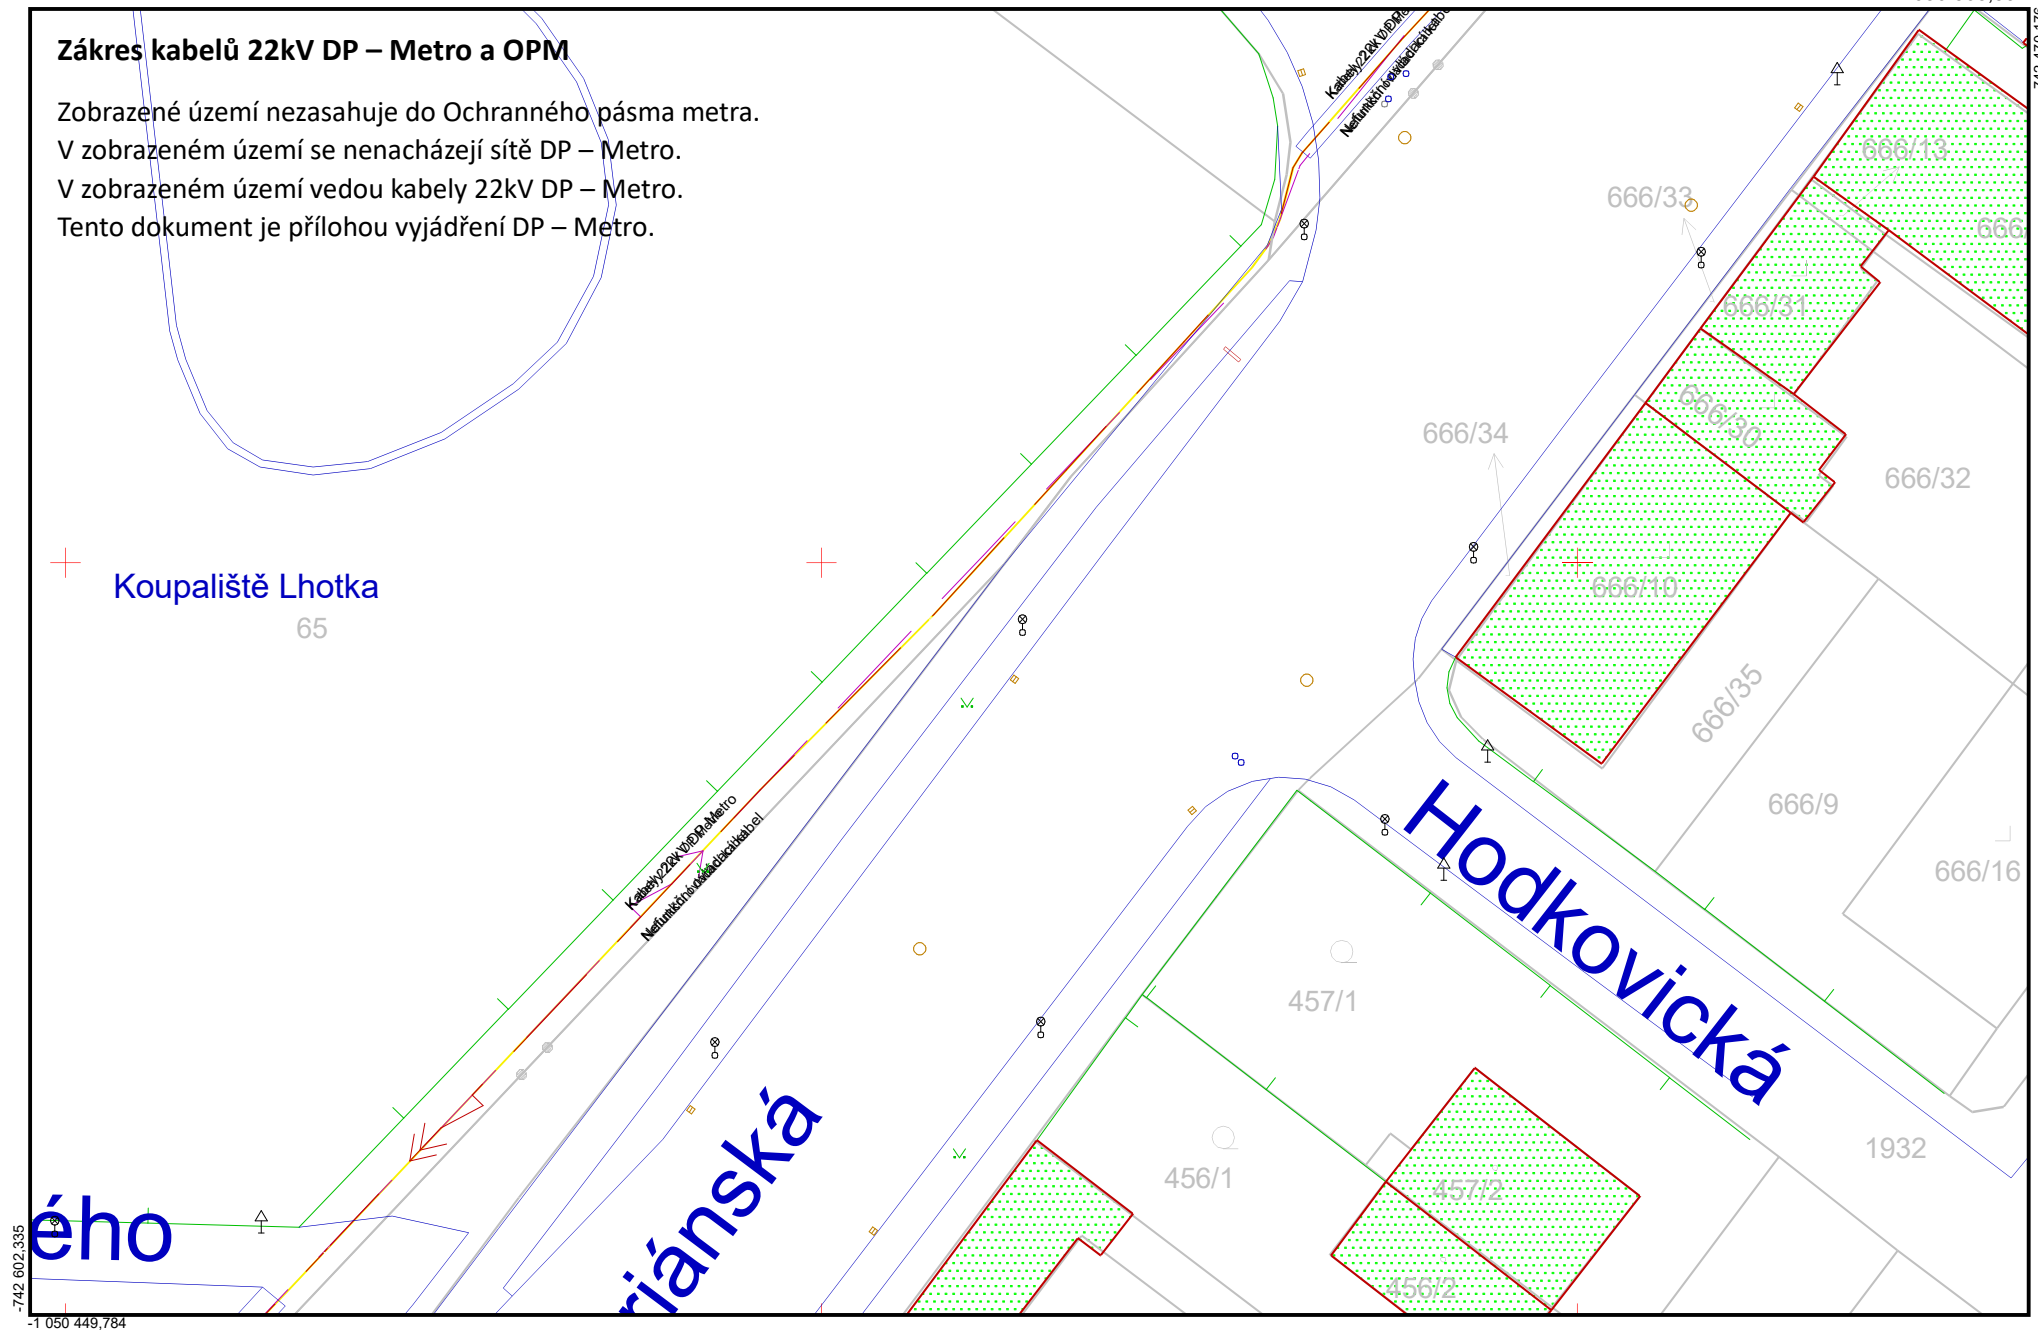 Zákres kabelů 22kV DP – Metro a OPM
Zobrazené území nezasahuje do Ochranného pásma metra.
V zobrazeném území se nenacházejí sítě DP – Metro.
V zobrazeném území vedou kabely 22kV DP – Metro.
Tento dokument je přílohou vyjádření DP – Metro.
666/13
666/33
666/31
666/30
666/34
666/32
Koupaliště Lhotka
65
666/10
666/35
666/9
666/16
Hodkovická
457/1
456/1
457/2
1932
456/2
ého
riánská
-742 602,335
-1 050 449,784